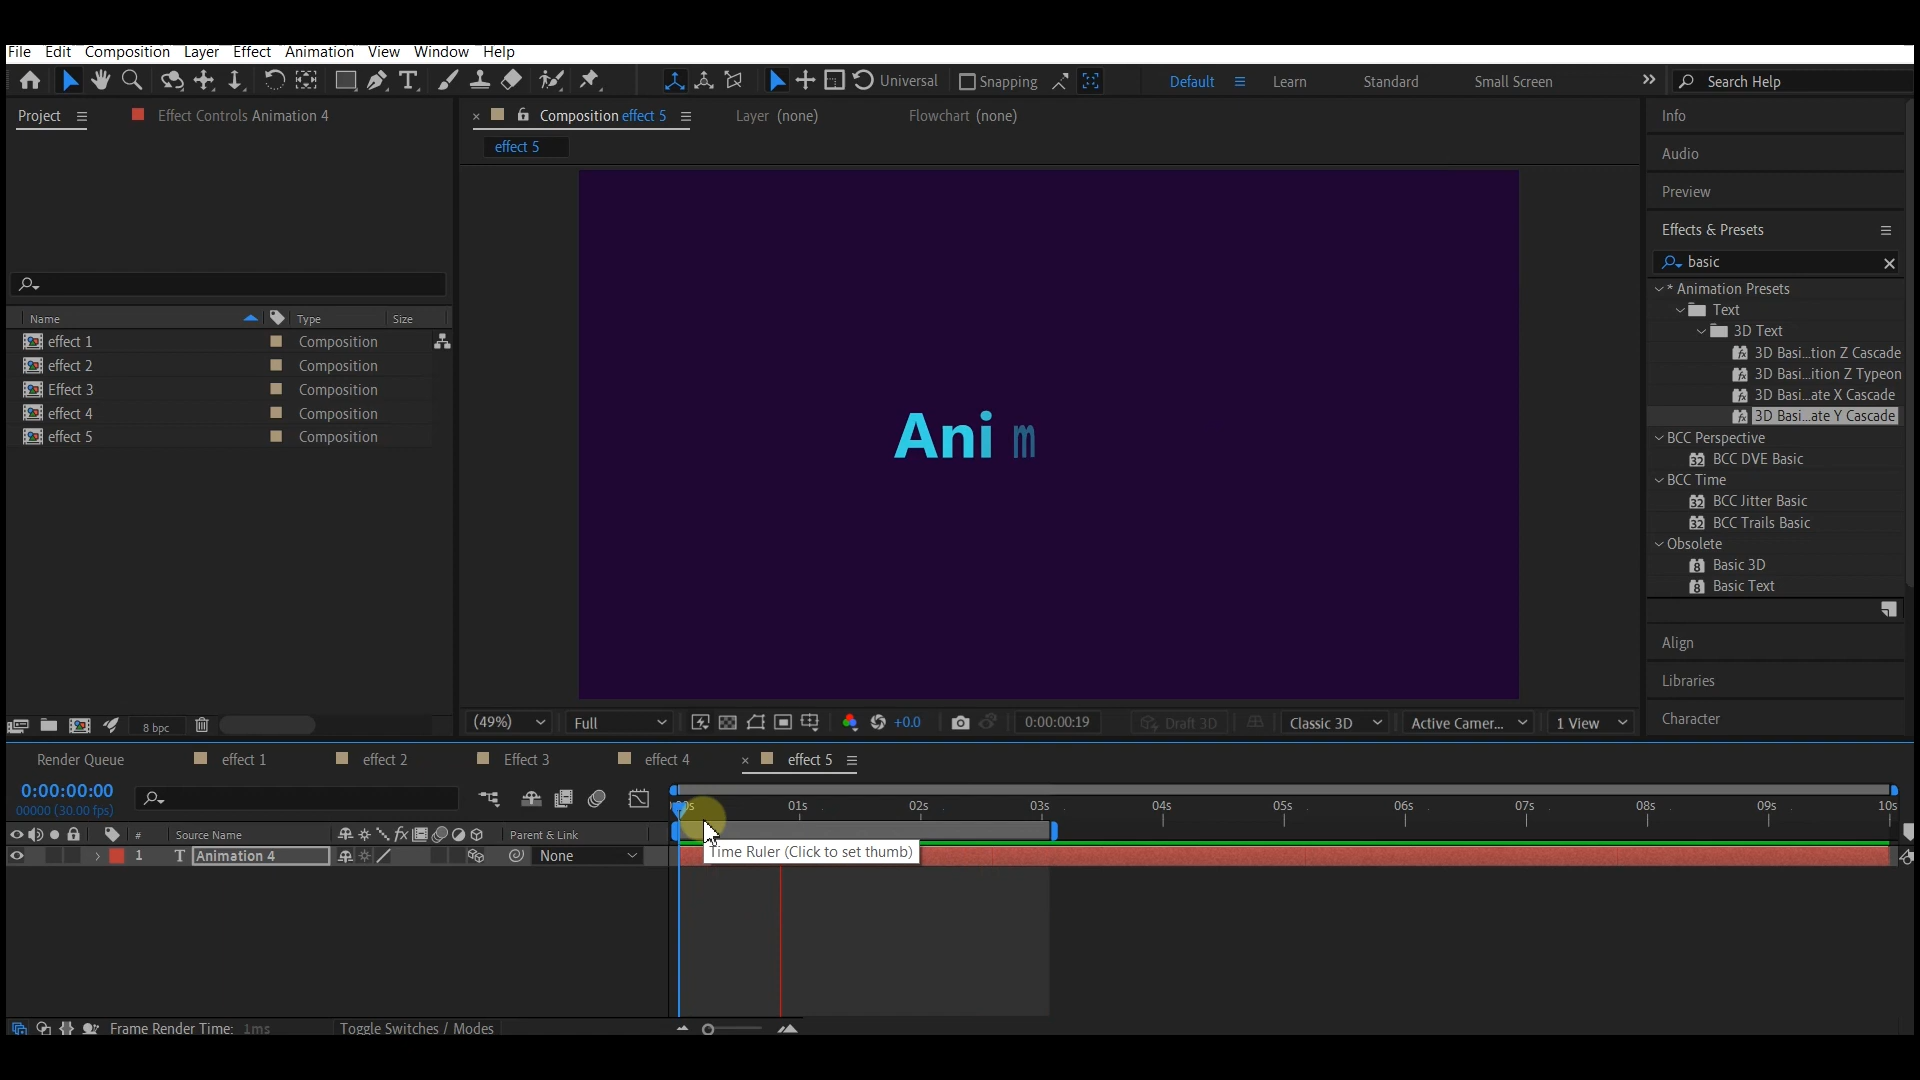 File Edit Composition Layer Effect Animation View Window Help
Universal Snapping Default Learn Standard Small Screen Search Help
Project Effect Controls Animation 4
Composition effect 5 Layer (none) Flowchart (none)
effect 5
Name Type Size
effect 1 Composition
effect 2 Composition
Effect 3 Composition
effect 4 Composition
effect 5 Composition
8 bpc
Anim
(49%) Full +0.0 0:00:00:19 Draft 3D Classic 3D Active Camer... 1 View
Info
Audio
Preview
Effects & Presets
basic
* Animation Presets
Text
3D Text
3D Basi...tion Z Cascade
3D Basi...ition Z Typeon
3D Basi...ate X Cascade
3D Basi...ate Y Cascade
BCC Perspective
32 BCC DVE Basic
BCC Time
32 BCC Jitter Basic
32 BCC Trails Basic
Obsolete
8 Basic 3D
8 Basic Text
Align
Libraries
Character
Render Queue effect 1 effect 2 Effect 3 effect 4 effect 5
0:00:00:00
00000 (30.00 fps)
01s 02s 03s 04s 05s 06s 07s 08s 09s 10s
# Source Name fx Parent & Link
1 T Animation 4 None
Time Ruler (Click to set thumb)
Frame Render Time: 1ms Toggle Switches / Modes